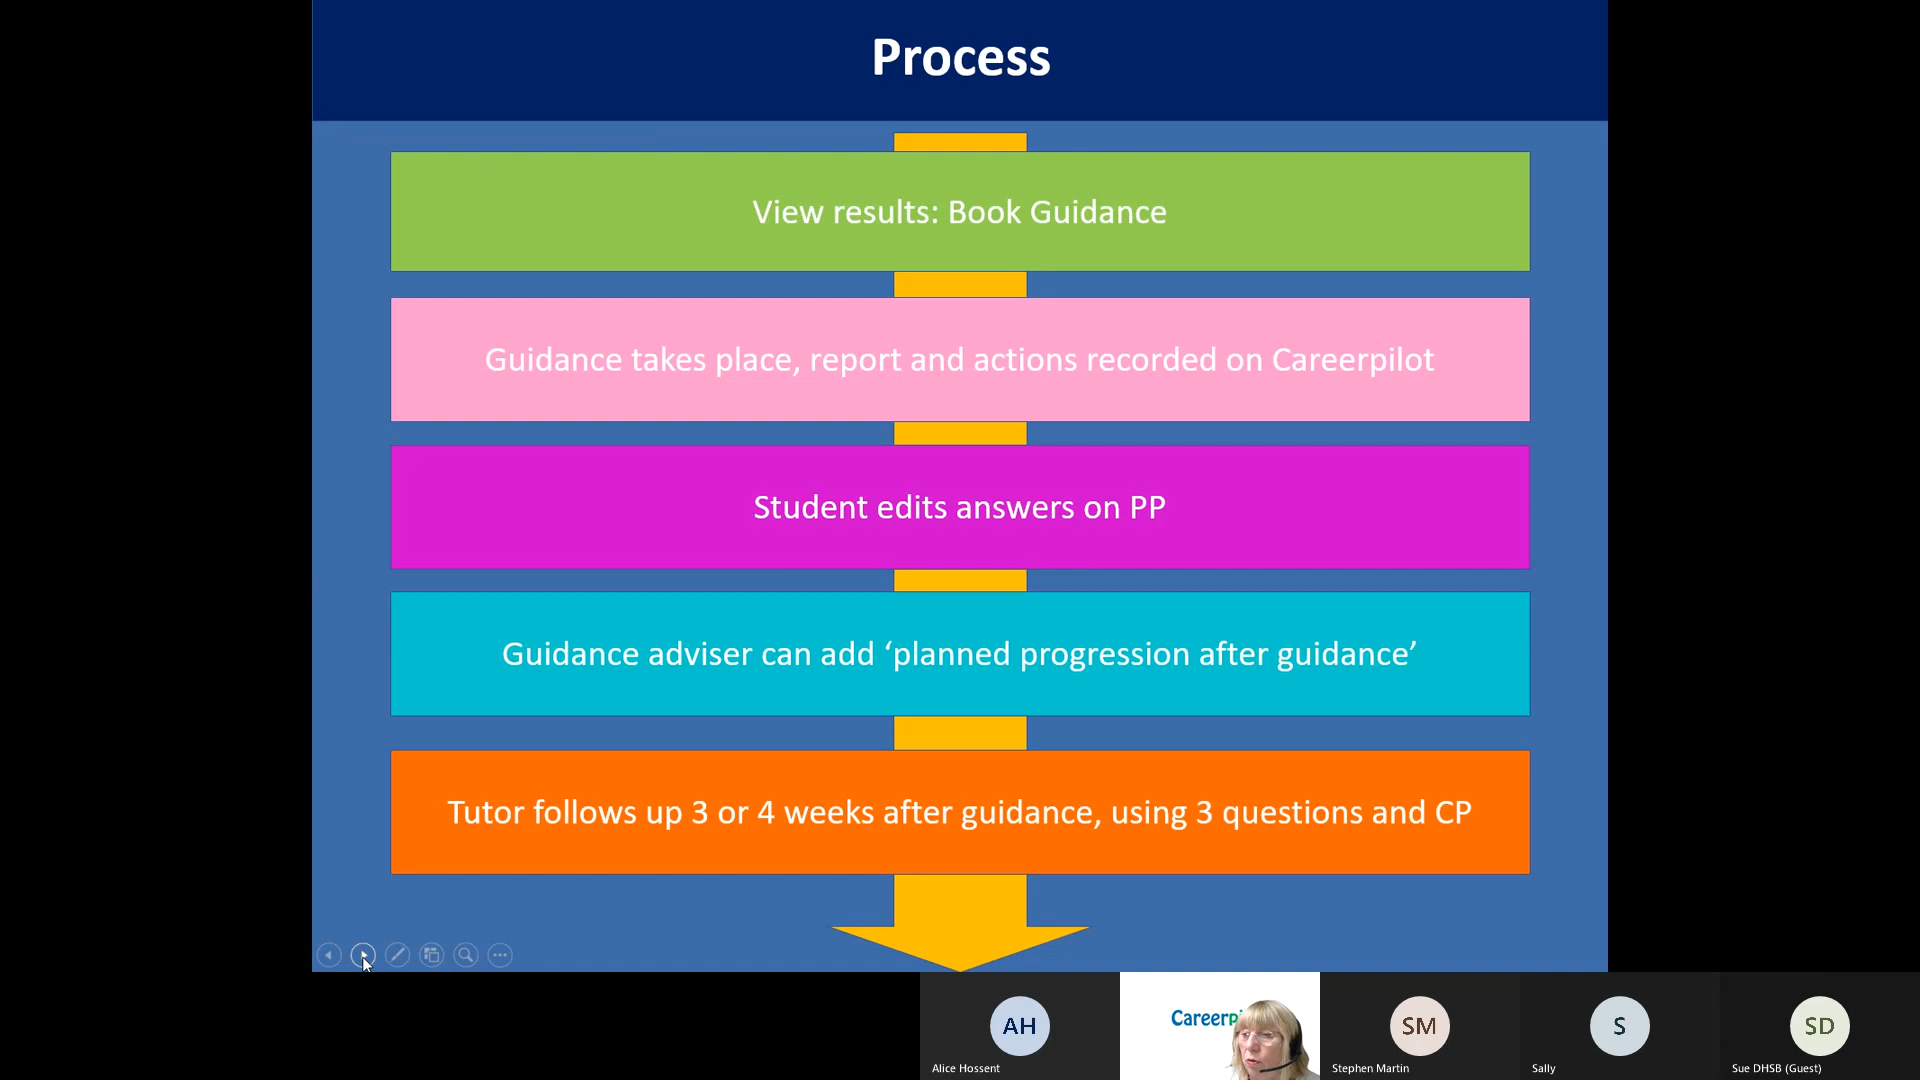 Process
View results: Book Guidance
Guidance takes place, report and actions recorded on Careerpilot
Student edits answers on PP
Guidance adviser can add ‘planned progression after guidance’
Tutor follows up 3 or 4 weeks after guidance, using 3 questions and CP
AH
Alice Hossent
Careerpi
SM
Stephen Martin
S
Sally
SD
Sue DHSB (Guest)